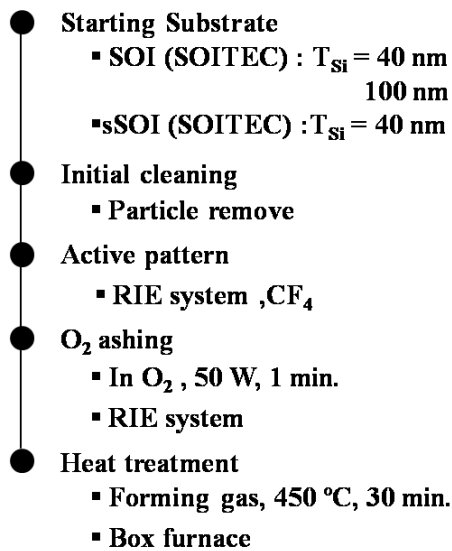 Starting Substrate
▪ SOI (SOITEC) : T_Si = 40 nm
100 nm
▪sSOI (SOITEC) :T_Si = 40 nm
Initial cleaning
▪ Particle remove
Active pattern
▪ RIE system ,CF₄
O₂ ashing
▪ In O₂ , 50 W, 1 min.
▪ RIE system
Heat treatment
▪ Forming gas, 450 ºC, 30 min.
▪ Box furnace